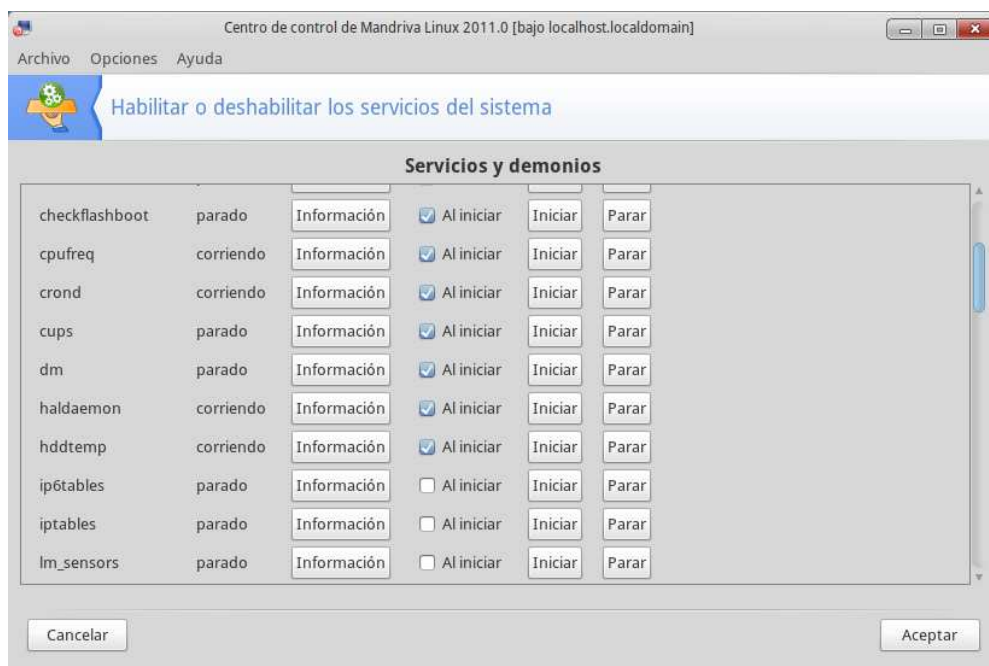 Centro de control de Mandriva Linux 2011.0 [bajo localhost.localdomain]
Archivo Opciones Ayuda
Habilitar o deshabilitar los servicios del sistema
Servicios y demonios
checkflashboot parado Información Al iniciar Iniciar Parar
cpufreq corriendo Información Al iniciar Iniciar Parar
crond corriendo Información Al iniciar Iniciar Parar
cups parado Información Al iniciar Iniciar Parar
dm parado Información Al iniciar Iniciar Parar
haldaemon corriendo Información Al iniciar Iniciar Parar
hddtemp corriendo Información Al iniciar Iniciar Parar
ip6tables parado Información Al iniciar Iniciar Parar
iptables parado Información Al iniciar Iniciar Parar
lm_sensors parado Información Al iniciar Iniciar Parar
Cancelar Aceptar